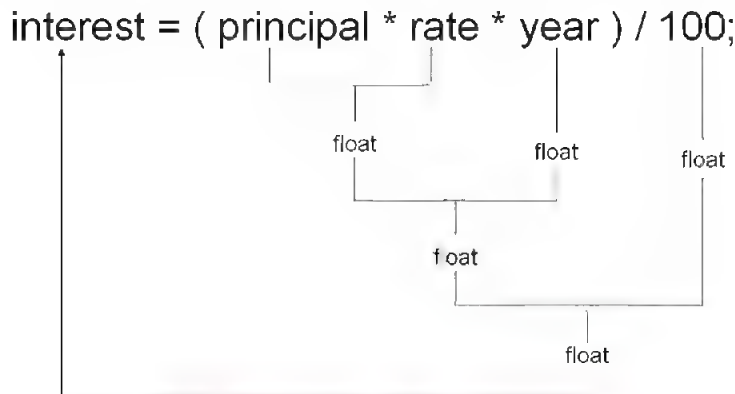 interest = ( principal * rate * year ) / 100;
float
float
float
f oat
float